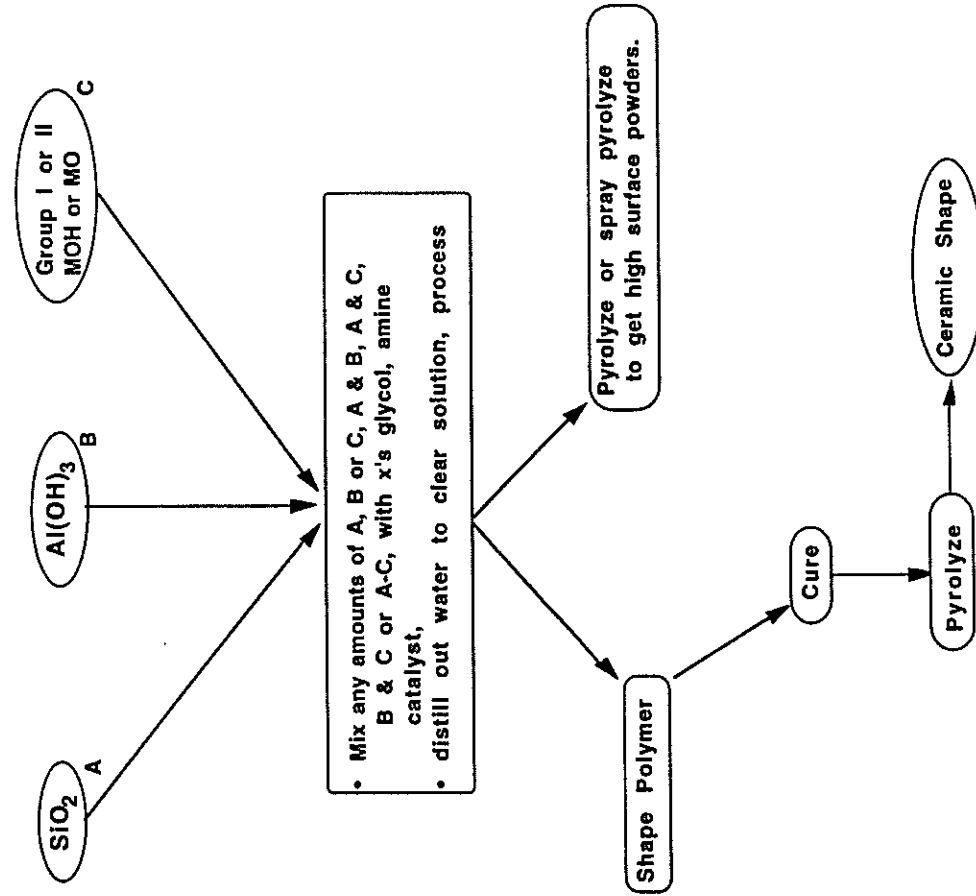 SiO2
A
Al(OH)3
B
Group I or II
MOH or MO
C
• Mix any amounts of A, B or C, A & B, A & C,
B & C or A-C, with x's glycol, amine
catalyst,
• distill out water to clear solution, process
Shape Polymer
Pyrolyze or spray pyrolyze
to get high surface powders.
Cure
Pyrolyze
Ceramic Shape